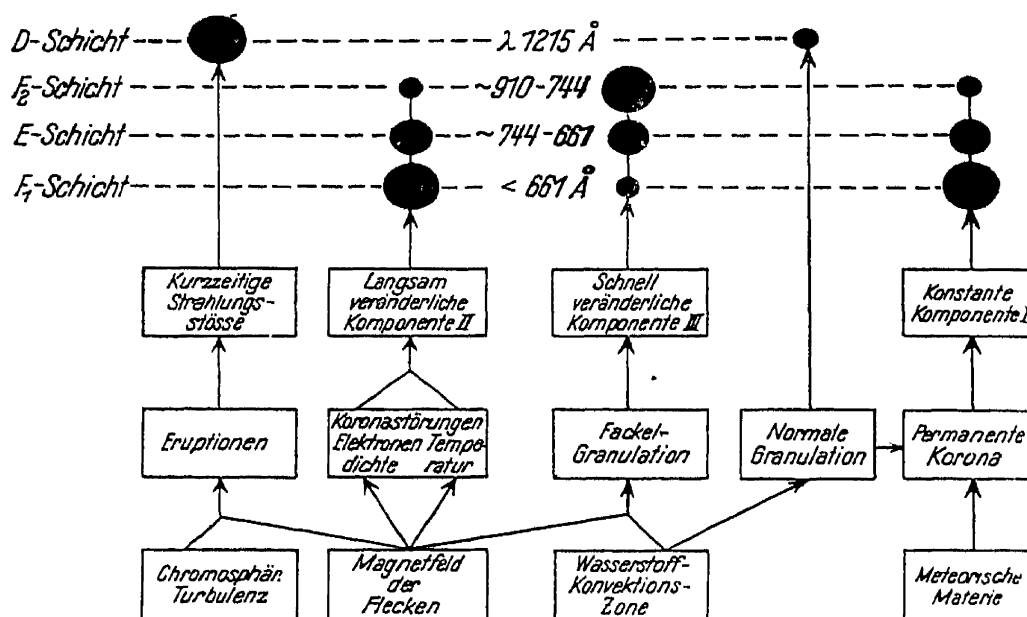 D-Schicht λ 1215 Å
F₂-Schicht ~910-744
E-Schicht ~744-661
F₁-Schicht < 661 Å
Kurzzeitige
Strahlungs-
stösse
Langsam
veränderliche
Komponente II
Schnell
veränderliche
Komponente III
Konstante
Komponente I
Eruptionen
Koronastörungen
Elektronen Tempe-
dichte ratur
Fackel-
Granulation
Normale
Granulation
Permanente
Korona
Chromosphär.
Turbulenz
Magnetfeld
der
Flecken
Wasserstoff-
Konvektions-
Zone
Meteorische
Materie